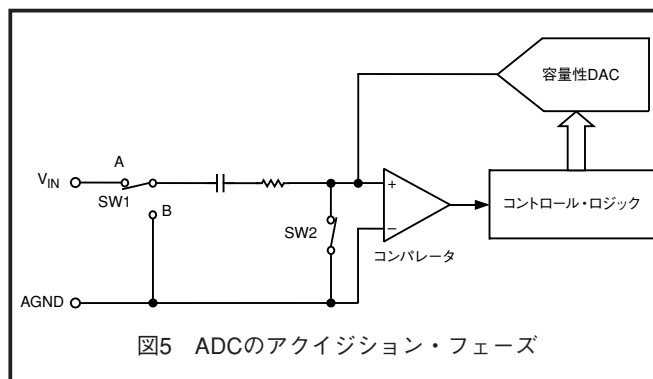 容量性DAC
A
VIN
SW1
B
SW2
+
−
コンパレータ
コントロール・ロジック
AGND
図5 ADCのアクイジション・フェーズ